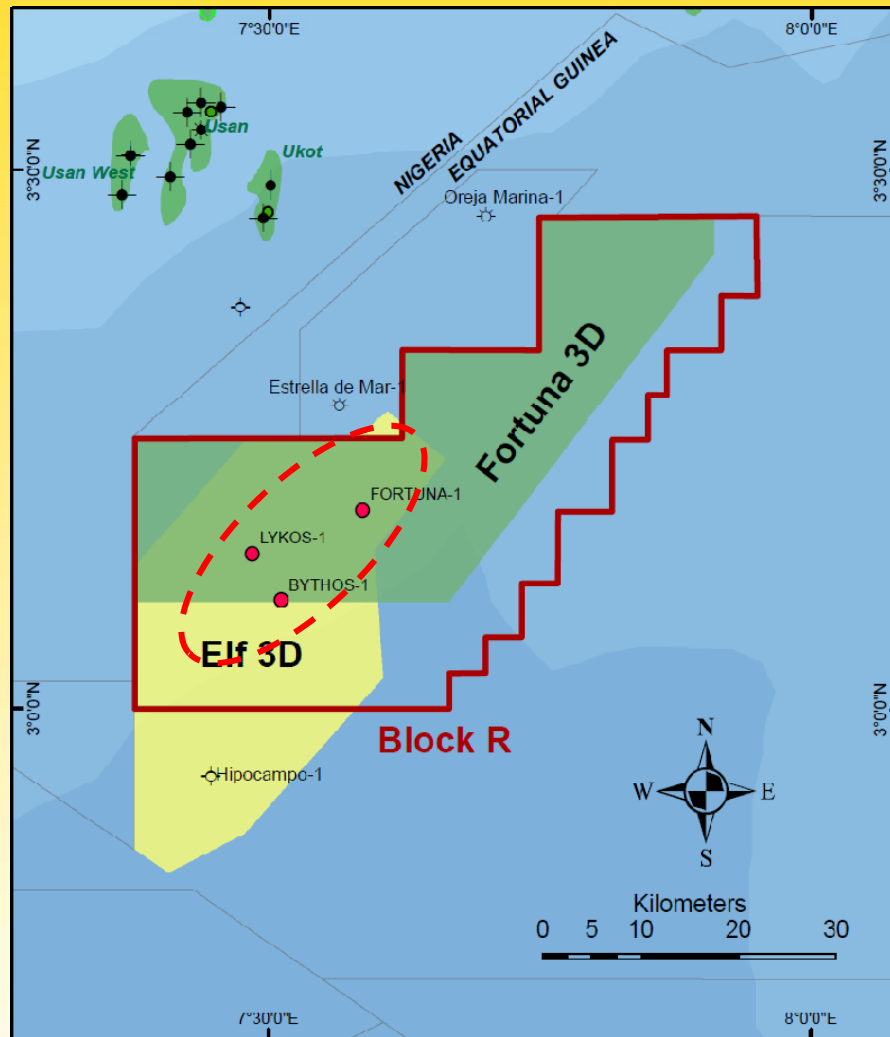 7°30'0"E
8°0'0"E
NIGERIA
EQUATORIAL GUINEA
Usan
Ukot
Usan West
3°30'0"N
3°30'0"N
Oreja Marina-1
Fortuna 3D
Estrella de Mar-1
FORTUNA-1
LYKOS-1
BYTHOS-1
Elf 3D
3°0'0"N
3°0'0"N
Block R
Hipocampo-1
N
W
E
S
Kilometers
0 5 10 20 30
7°30'0"E
8°0'0"E